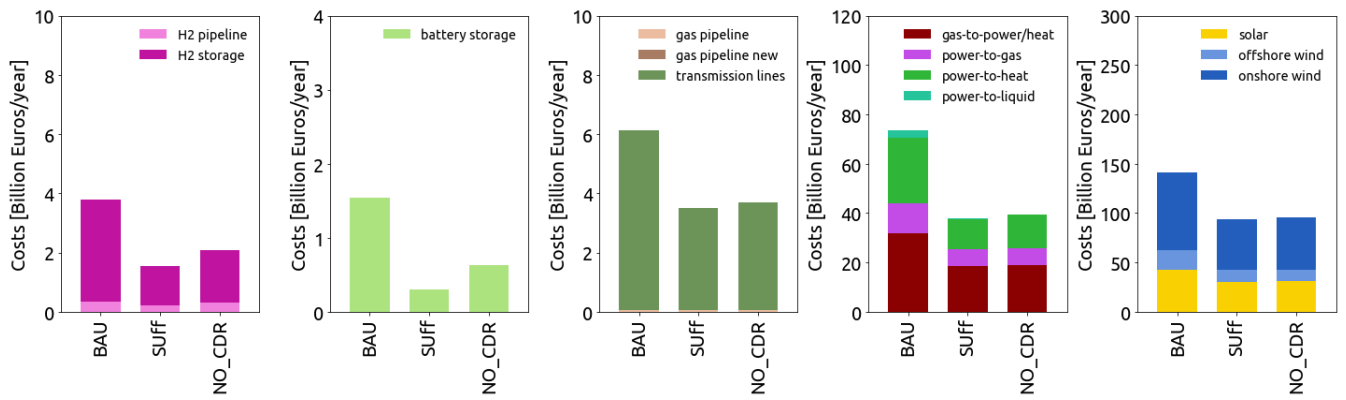 Costs [Billion Euros/year]
10
8
6
4
2
0
H2 pipeline
H2 storage
BAU
SUff
NO_CDR
Costs [Billion Euros/year]
4
3
2
1
0
battery storage
BAU
SUff
NO_CDR
Costs [Billion Euros/year]
10
8
6
4
2
0
gas pipeline
gas pipeline new
transmission lines
BAU
SUff
NO_CDR
Costs [Billion Euros/year]
120
100
80
60
40
20
0
gas-to-power/heat
power-to-gas
power-to-heat
power-to-liquid
BAU
SUff
NO_CDR
Costs [Billion Euros/year]
300
250
200
150
100
50
0
solar
offshore wind
onshore wind
BAU
SUff
NO_CDR